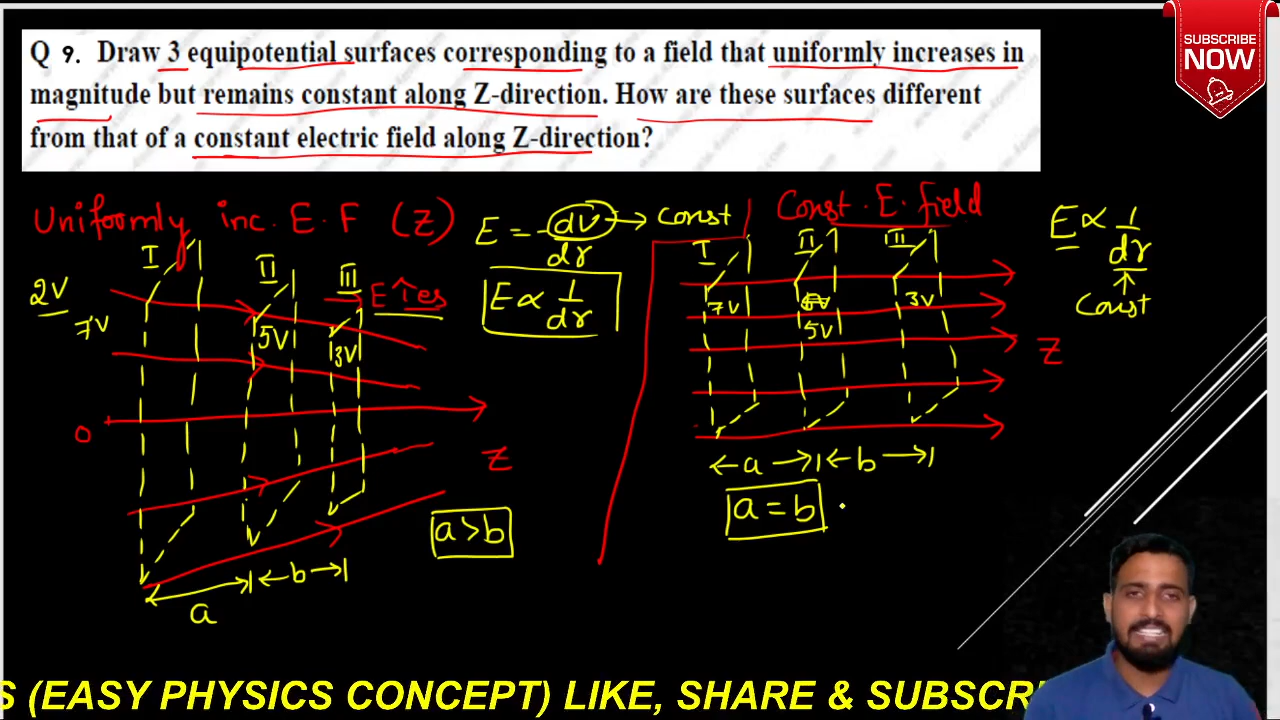 SUBSCRIBE
NOW
Q 9. Draw 3 equipotential surfaces corresponding to a field that uniformly increases in
magnitude but remains constant along Z-direction. How are these surfaces different
from that of a constant electric field along Z-direction?
Uniformly inc. E.F (Z)
E = -dv/dr → const
E ∝ 1/dr
I
II
III
E↑es
2V
7V
5V
3V
Z
a
b
a>b
Const. E. field
E ∝ 1/dr
↑
Const
I
II
III
7V
5V
3V
Z
←a→ ←b→
a = b
S (EASY PHYSICS CONCEPT) LIKE, SHARE & SUBSCR